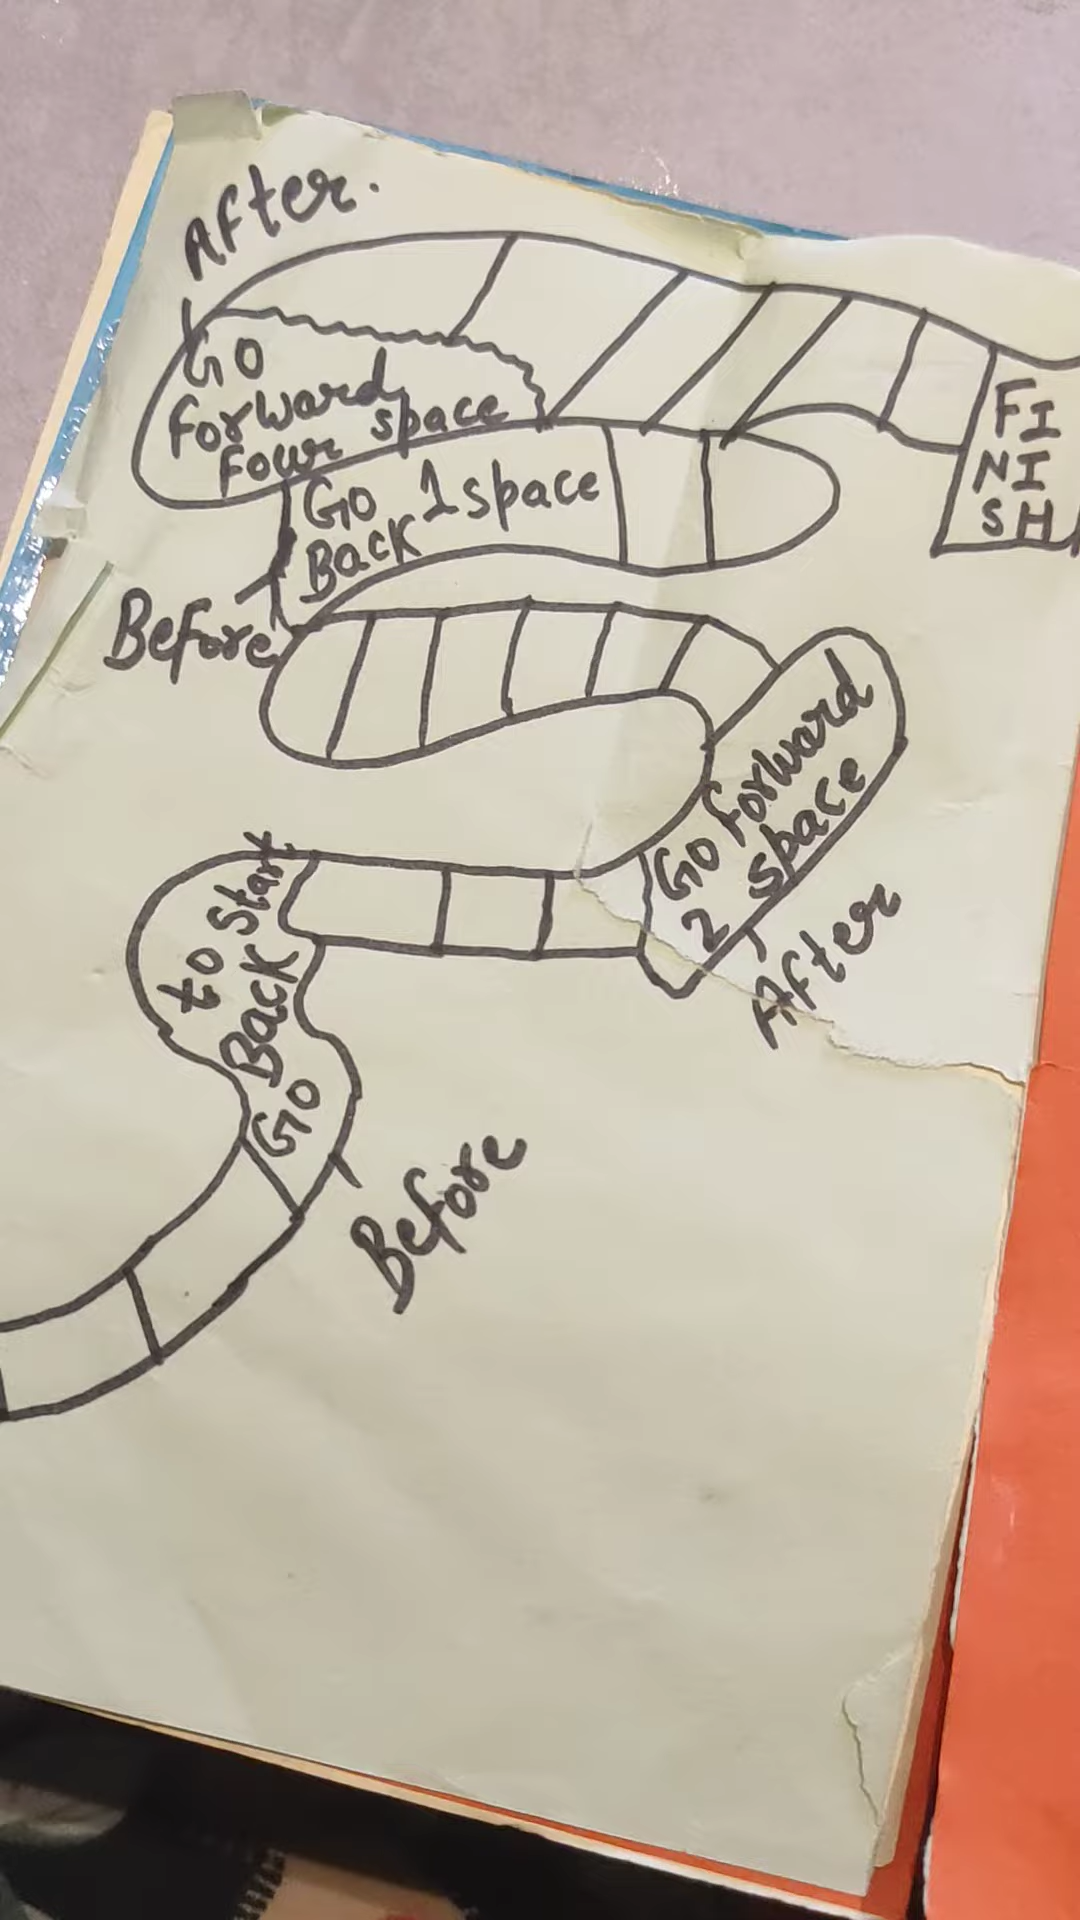 After.
GO
forward
four space
GO 1 space
BACK
FI
NI
SH
Before
GO forward
2 space
After
to Start
Back
GO
Before